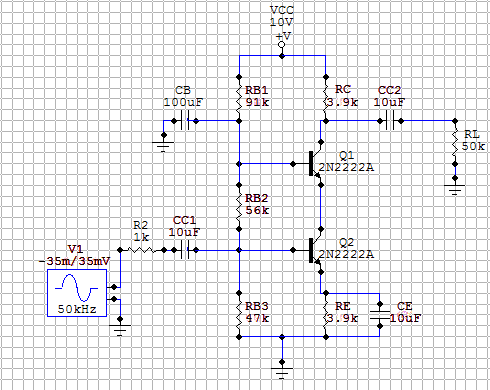 VCC
10V
+V
CB
100uF
RB1
91k
RC
3.9k
CC2
10uF
RL
50k
Q1
2N2222A
RB2
56k
R2
1k
CC1
10uF
Q2
2N2222A
V1
-35m/35mV
50kHz
RB3
47k
RE
3.9k
CE
10uF